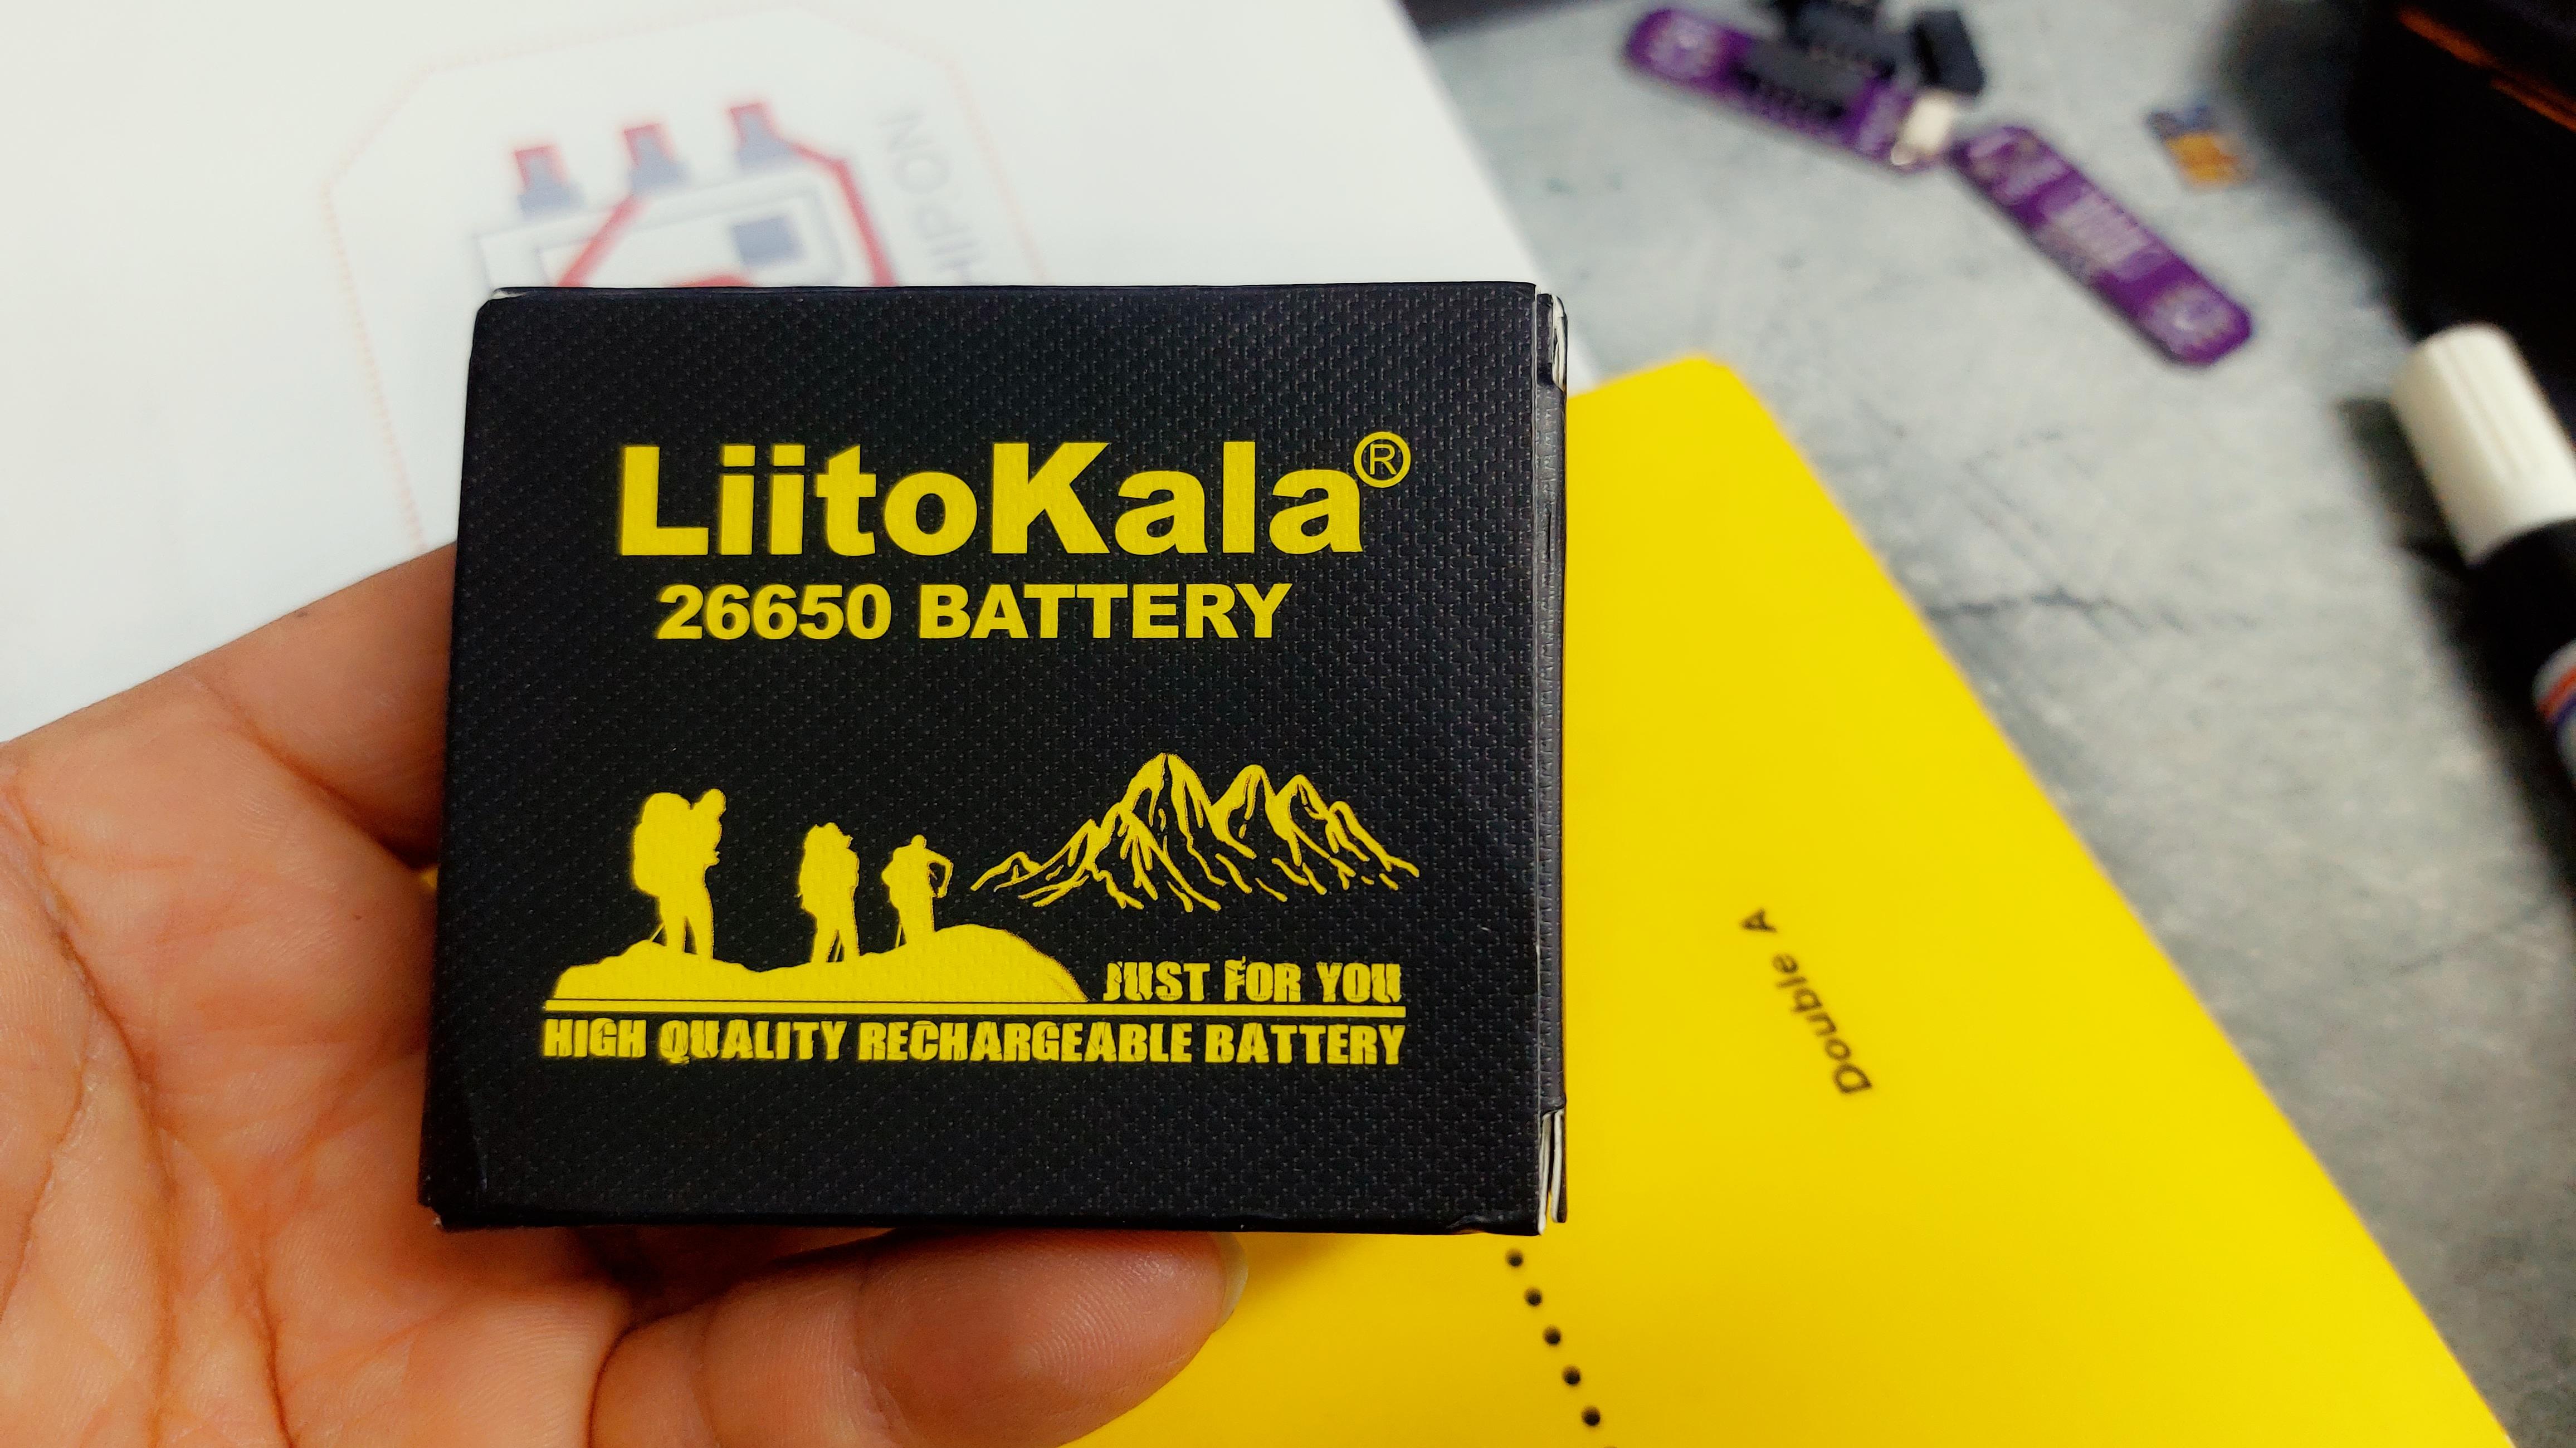 LiitoKala®
26650 BATTERY
JUST FOR YOU
HIGH QUALITY RECHARGEABLE BATTERY
Double A